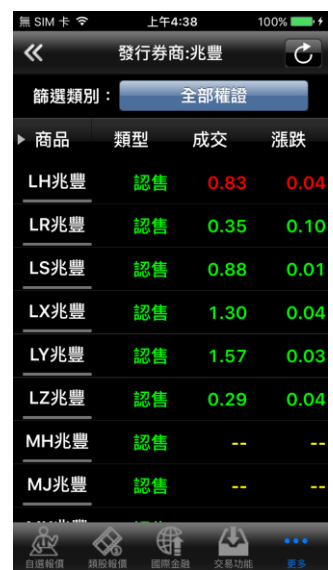 無 SIM 卡 上午4:38 100%
發行券商:兆豐
篩選類別： 全部權證
商品 類型 成交 漲跌
LH兆豐 認售 0.83 0.04
LR兆豐 認售 0.35 0.10
LS兆豐 認售 0.88 0.01
LX兆豐 認售 1.30 0.04
LY兆豐 認售 1.57 0.03
LZ兆豐 認售 0.29 0.04
MH兆豐 認售 -- --
MJ兆豐 認售 -- --
自選報價 類股報價 國際金融 交易功能 更多